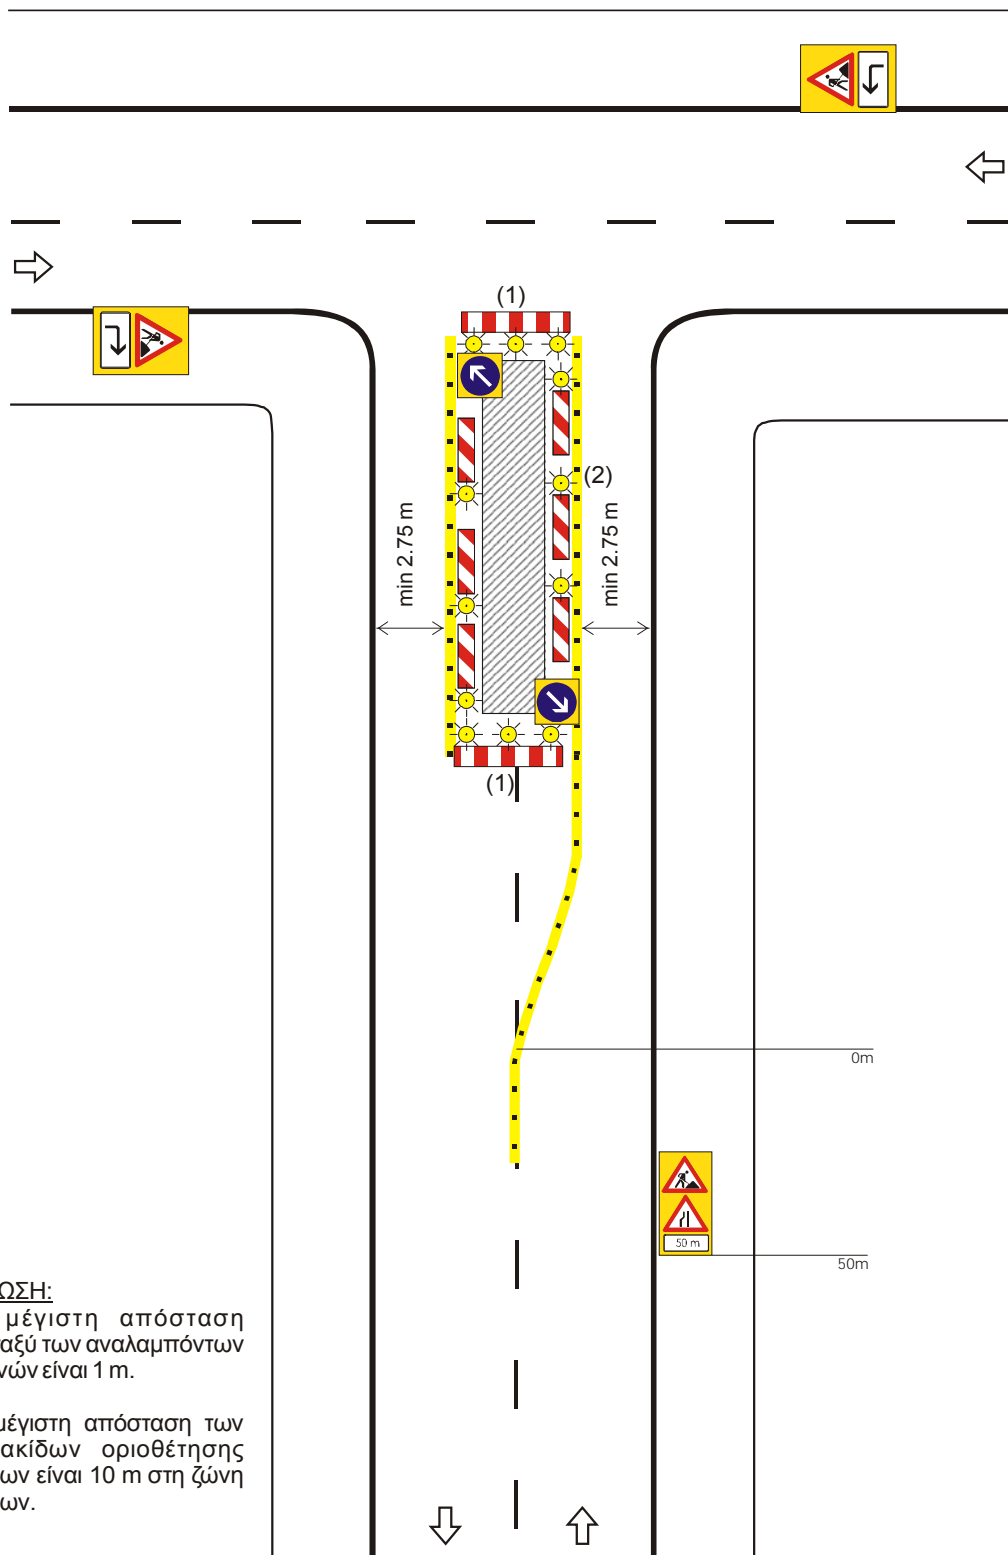 (1)
(2)
min 2.75 m
min 2.75 m
(1)
0m
50 m
50m
ΩΣΗ:
μέγιστη απόσταση
αξύ των αναλαμπόντων
νών είναι 1 m.
μέγιστη απόσταση των
ακίδων οριοθέτησης
ων είναι 10 m στη ζώνη
ων.